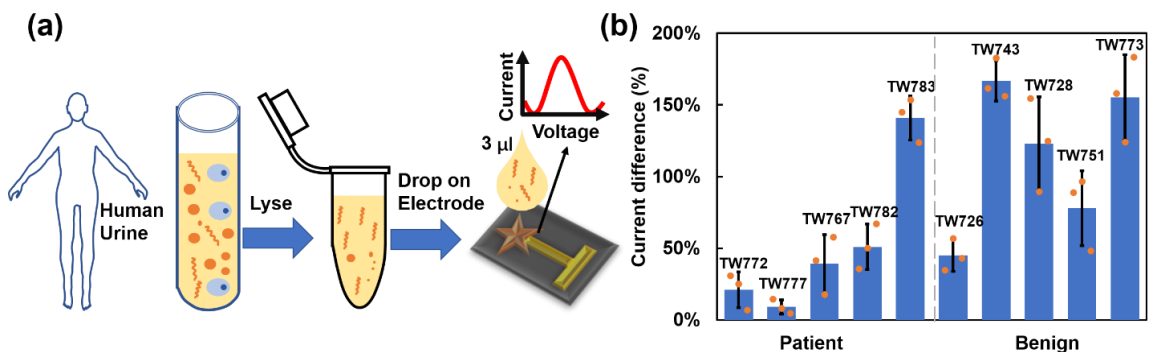 (a)
Human
Urine
Lyse
Drop on
Electrode
3 μl
Current
Voltage
(b)
Current difference (%)
200%
150%
100%
50%
0%
TW772
TW777
TW767
TW782
TW783
TW726
TW743
TW728
TW751
TW773
Patient
Benign